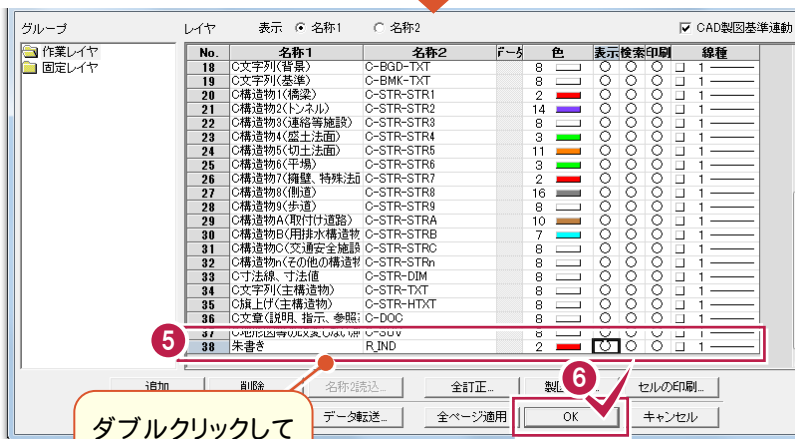 グループ レイヤ 表示 名称1 名称2 CAD製図基準連動
作業レイヤ
固定レイヤ
No. 名称1 名称2 データ 色 表示 検索 印刷 線種
18 C文字列(背景) C-BGD-TXT 8 1
19 C文字列(基準) C-BMK-TXT 8 1
20 C構造物1(橋梁) C-STR-STR1 2 1
21 C構造物2(トンネル) C-STR-STR2 14 1
22 C構造物3(連絡等施設) C-STR-STR3 8 1
23 C構造物4(盛土法面) C-STR-STR4 3 1
24 C構造物5(切土法面) C-STR-STR5 11 1
25 C構造物6(平場) C-STR-STR6 3 1
26 C構造物7(擁壁、特殊法面 C-STR-STR7 2 1
27 C構造物8(側道) C-STR-STR8 16 1
28 C構造物9(歩道) C-STR-STR9 8 1
29 C構造物A(取付け道路) C-STR-STRA 10 1
30 C構造物B(用排水構造物 C-STR-STRB 7 1
31 C構造物C(交通安全施設 C-STR-STRC 8 1
32 C構造物n(その他の構造物 C-STR-STRn 8 1
33 C寸法線、寸法値 C-STR-DIM 8 1
34 C文字列(主構造物) C-STR-TXT 8 1
35 C旗上げ(主構造物) C-STR-HTXT 8 1
36 C文章(説明、指示、参照 C-DOC 8 1
37 C-SUV 8 1
38 朱書き R_IND 2 1
5
追加 削除 名称2読込... 全訂正... 製図 6 セルの印刷...
データ転送... 全ページ適用 OK キャンセル
ダブルクリックして